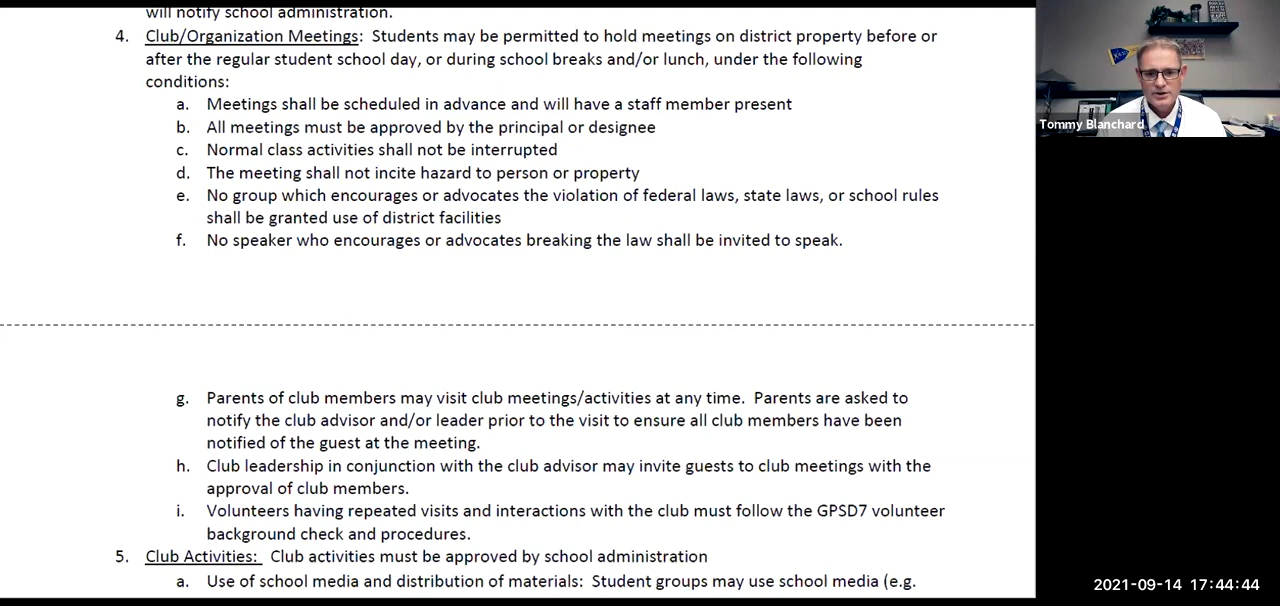 will notify school administration.
4. Club/Organization Meetings: Students may be permitted to hold meetings on district property before or
after the regular student school day, or during school breaks and/or lunch, under the following
conditions:
a. Meetings shall be scheduled in advance and will have a staff member present
b. All meetings must be approved by the principal or designee
c. Normal class activities shall not be interrupted
d. The meeting shall not incite hazard to person or property
e. No group which encourages or advocates the violation of federal laws, state laws, or school rules
shall be granted use of district facilities
f. No speaker who encourages or advocates breaking the law shall be invited to speak.
g. Parents of club members may visit club meetings/activities at any time. Parents are asked to
notify the club advisor and/or leader prior to the visit to ensure all club members have been
notified of the guest at the meeting.
h. Club leadership in conjunction with the club advisor may invite guests to club meetings with the
approval of club members.
i. Volunteers having repeated visits and interactions with the club must follow the GPSD7 volunteer
background check and procedures.
5. Club Activities: Club activities must be approved by school administration
a. Use of school media and distribution of materials: Student groups may use school media (e.g.
Tommy Blanchard
2021-09-14 17:44:44